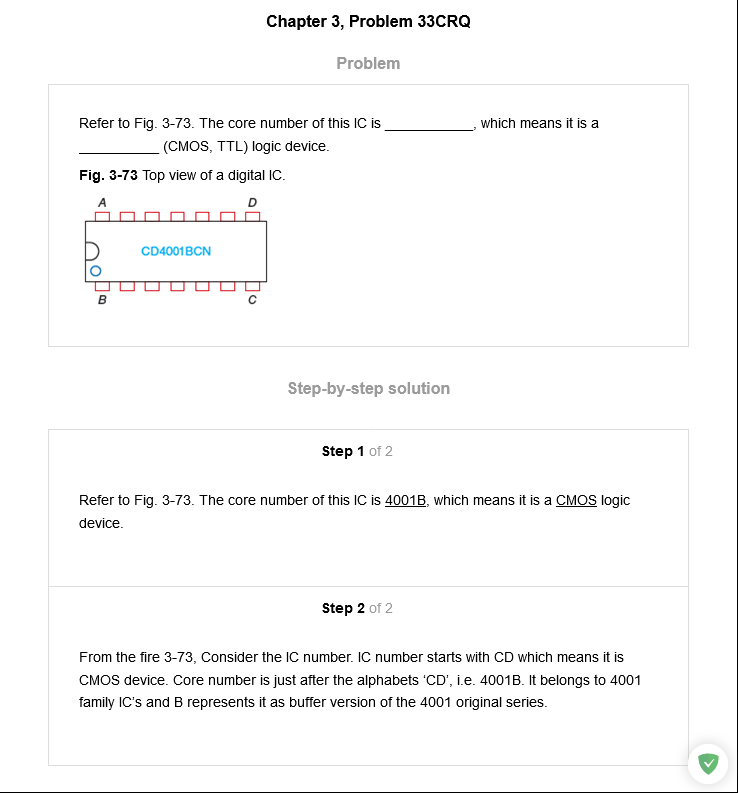 Chapter 3, Problem 33CRQ
Problem
Refer to Fig. 3-73. The core number of this IC is ___________, which means it is a
__________ (CMOS, TTL) logic device.
Fig. 3-73 Top view of a digital IC.
A D
CD4001BCN
B C
Step-by-step solution
Step 1 of 2
Refer to Fig. 3-73. The core number of this IC is 4001B, which means it is a CMOS logic
device.
Step 2 of 2
From the fire 3-73, Consider the IC number. IC number starts with CD which means it is
CMOS device. Core number is just after the alphabets ‘CD’, i.e. 4001B. It belongs to 4001
family IC’s and B represents it as buffer version of the 4001 original series.